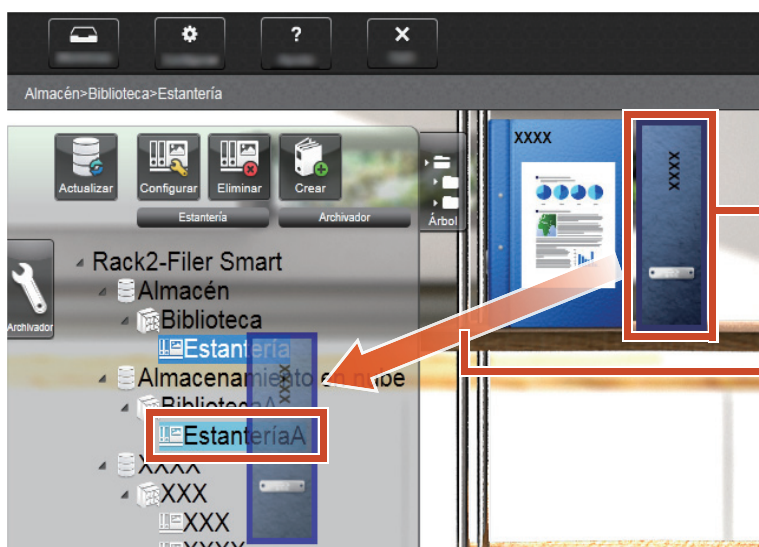 ?
Almacén>Biblioteca>Estantería
Actualizar
Configurar
Eliminar
Crear
Estantería
Archivador
Árbol
Archivador
Rack2-Filer Smart
Almacén
Biblioteca
Estantería
Almacenamiento en nube
BibliotecaA
EstanteríaA
XXXX
XXX
XXX
XXXX
XXXX
XXXX
XXXX